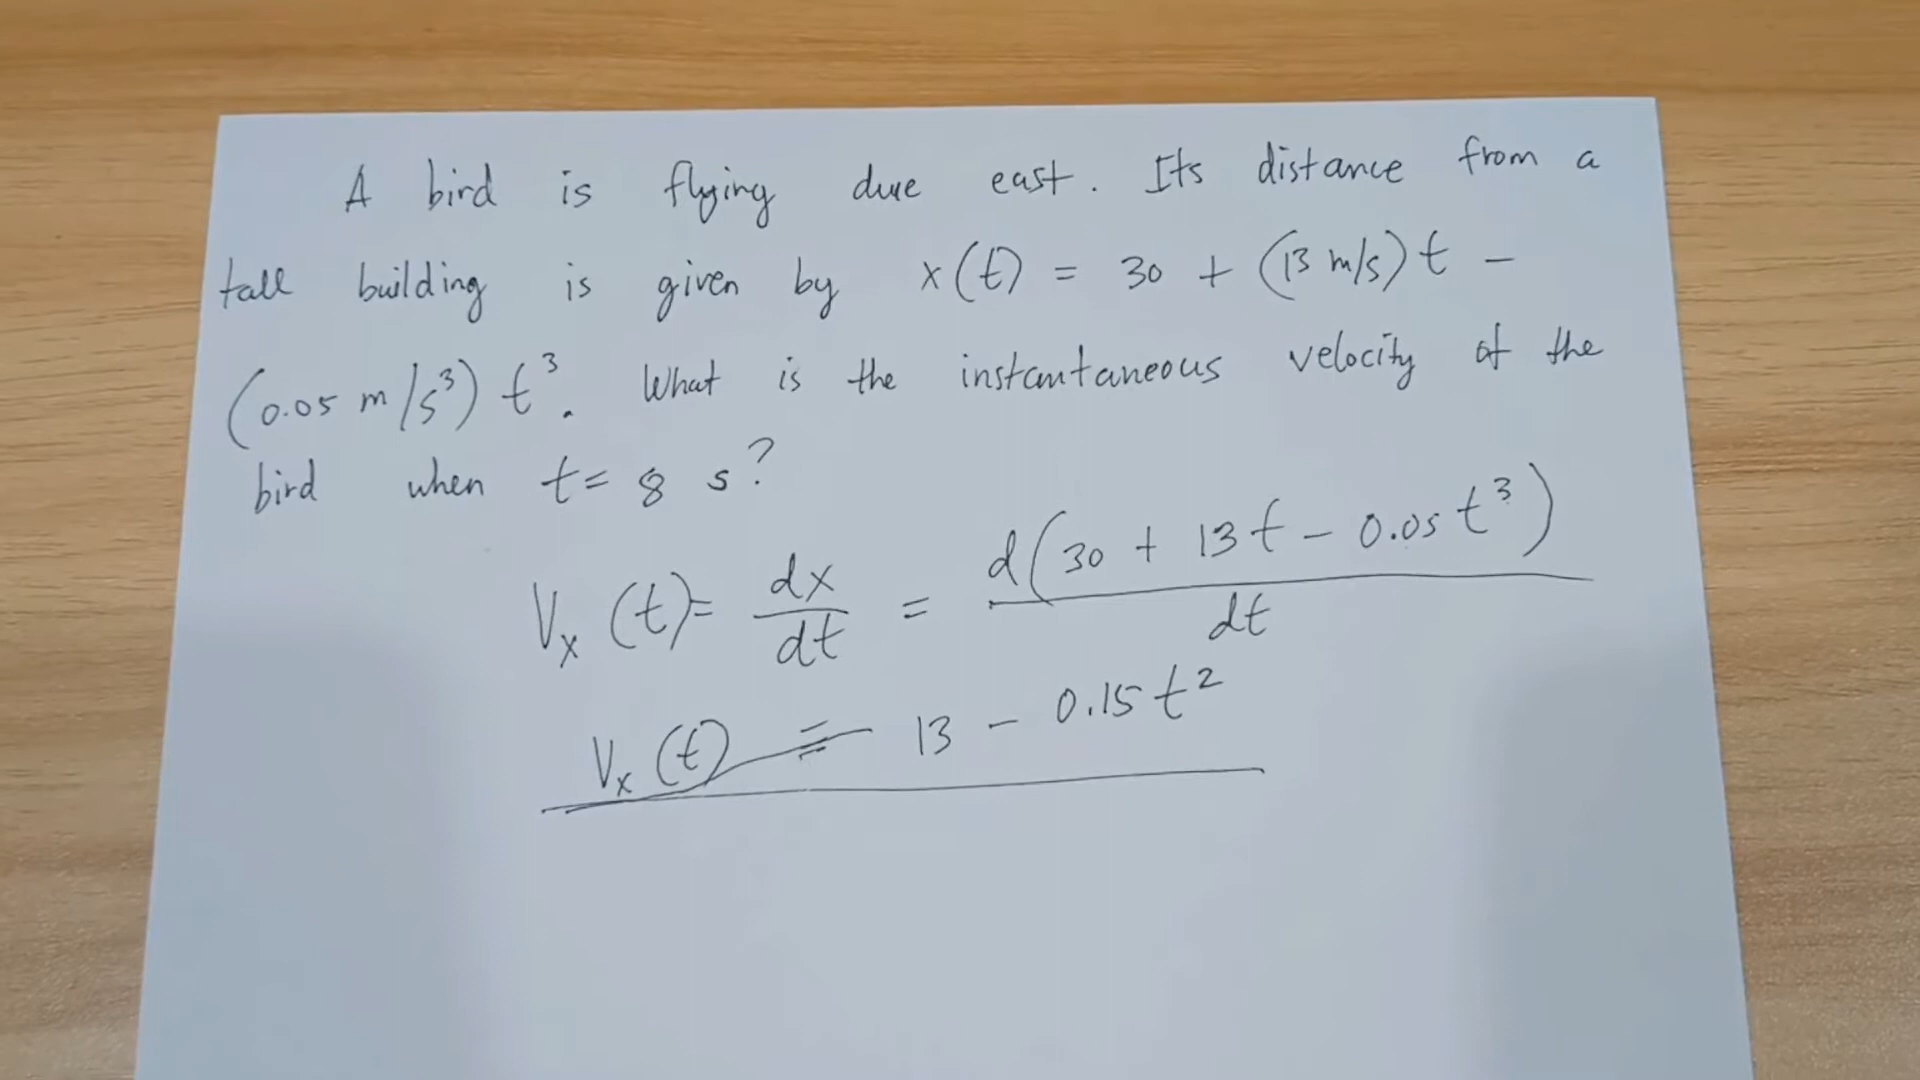 A bird is flying due east. Its distance from a
tall building is given by x(t) = 30 + (13 m/s) t -
(0.05 m/s³) t³. What is the instantaneous velocity of the
bird when t = 8 s?
Vx (t) = dx/dt = d(30 + 13t - 0.05t³)/dt
Vx (t) = 13 - 0.15t²